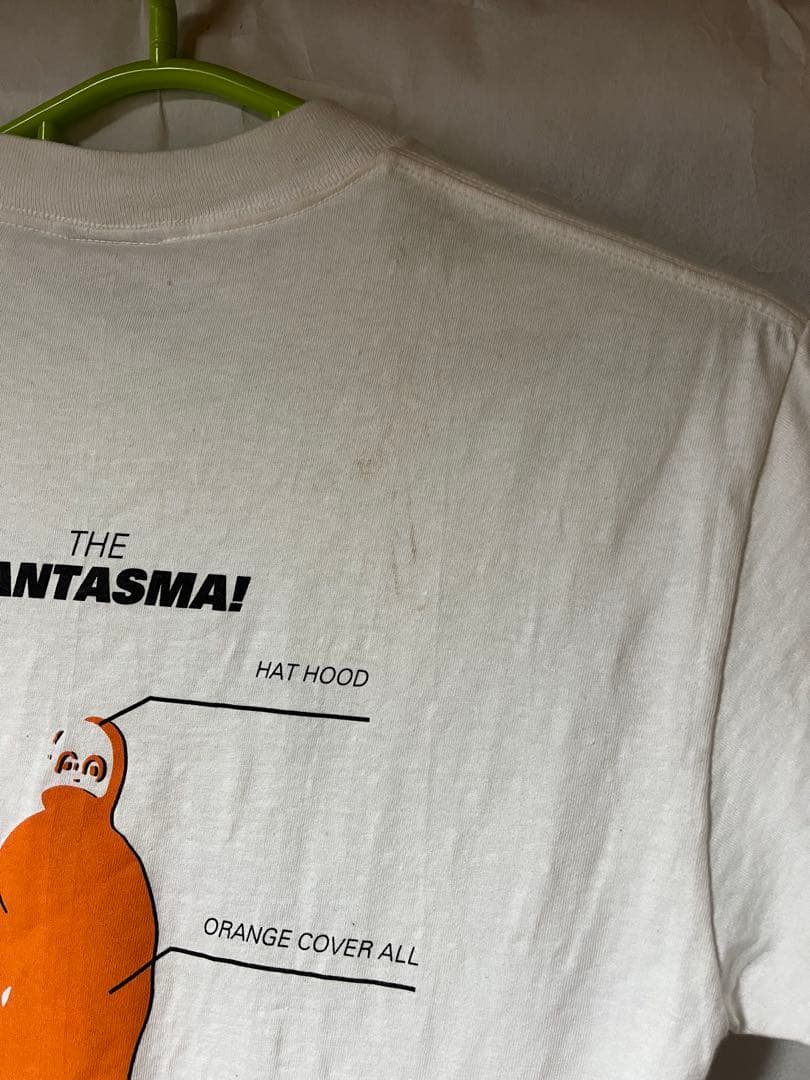 THE
ANTASMA!
HAT HOOD
ORANGE COVER ALL